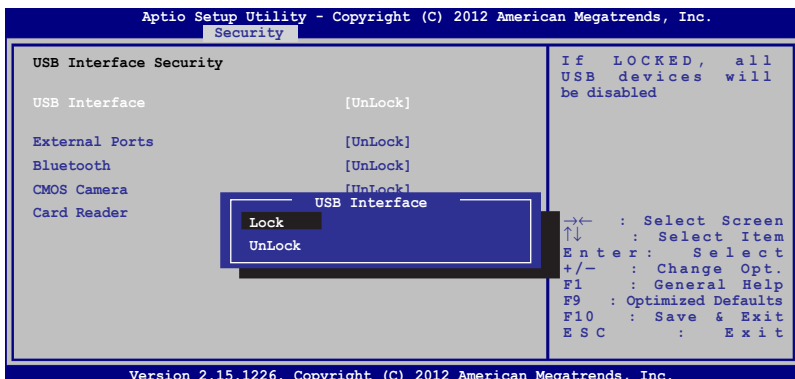 Aptio Setup Utility - Copyright (C) 2012 American Megatrends, Inc.
Security
USB Interface Security
USB Interface [UnLock]
External Ports [UnLock]
Bluetooth [UnLock]
CMOS Camera [UnLock]
Card Reader
USB Interface
Lock
UnLock
If LOCKED, all
USB devices will
be disabled
→← : Select Screen
↑↓ : Select Item
Enter: Select
+/— : Change Opt.
F1 : General Help
F9 : Optimized Defaults
F10 : Save & Exit
ESC : Exit
Version 2.15.1226. Copyright (C) 2012 American Megatrends, Inc.